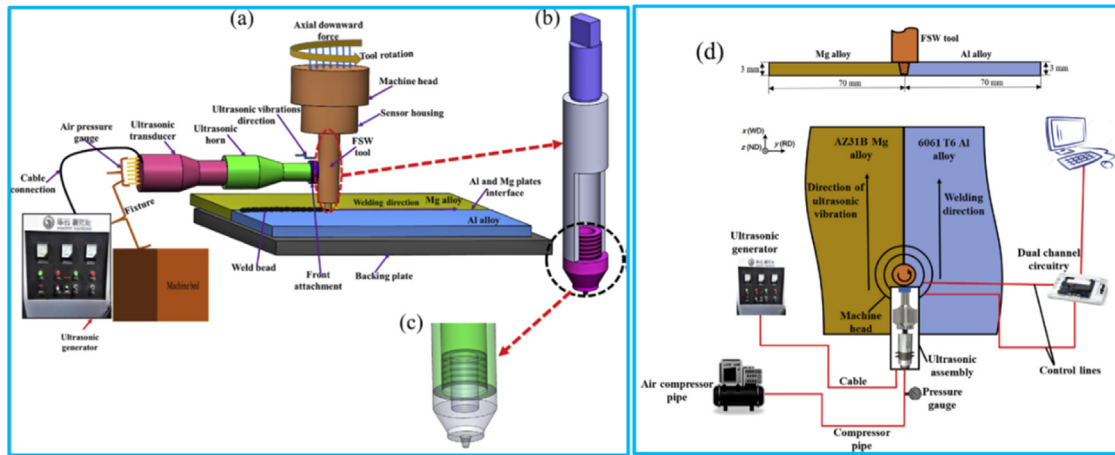 (a)
Axial downward
force
Tool rotation
Machine head
Ultrasonic vibrations
direction
Sensor housing
Air pressure
gauge
Ultrasonic
transducer
Ultrasonic
horn
FSW
tool
Cable
connection
Fixture
Al and Mg plates
interface
Welding direction
Mg alloy
Al alloy
Weld bead
Front
attachment
Backing plate
Machine bed
Ultrasonic
generator
(b)
(c)
(d)
FSW tool
Mg alloy
Al alloy
3 mm
3 mm
70 mm
70 mm
x (WD)
y (RD)
z (ND)
AZ31B Mg
alloy
6061 T6 Al
alloy
Direction of
ultrasonic
vibration
Welding
direction
Ultrasonic
generator
Dual channel
circuitry
Machine
head
Ultrasonic
assembly
Control lines
Cable
Air compressor
pipe
Pressure
gauge
Compressor
pipe